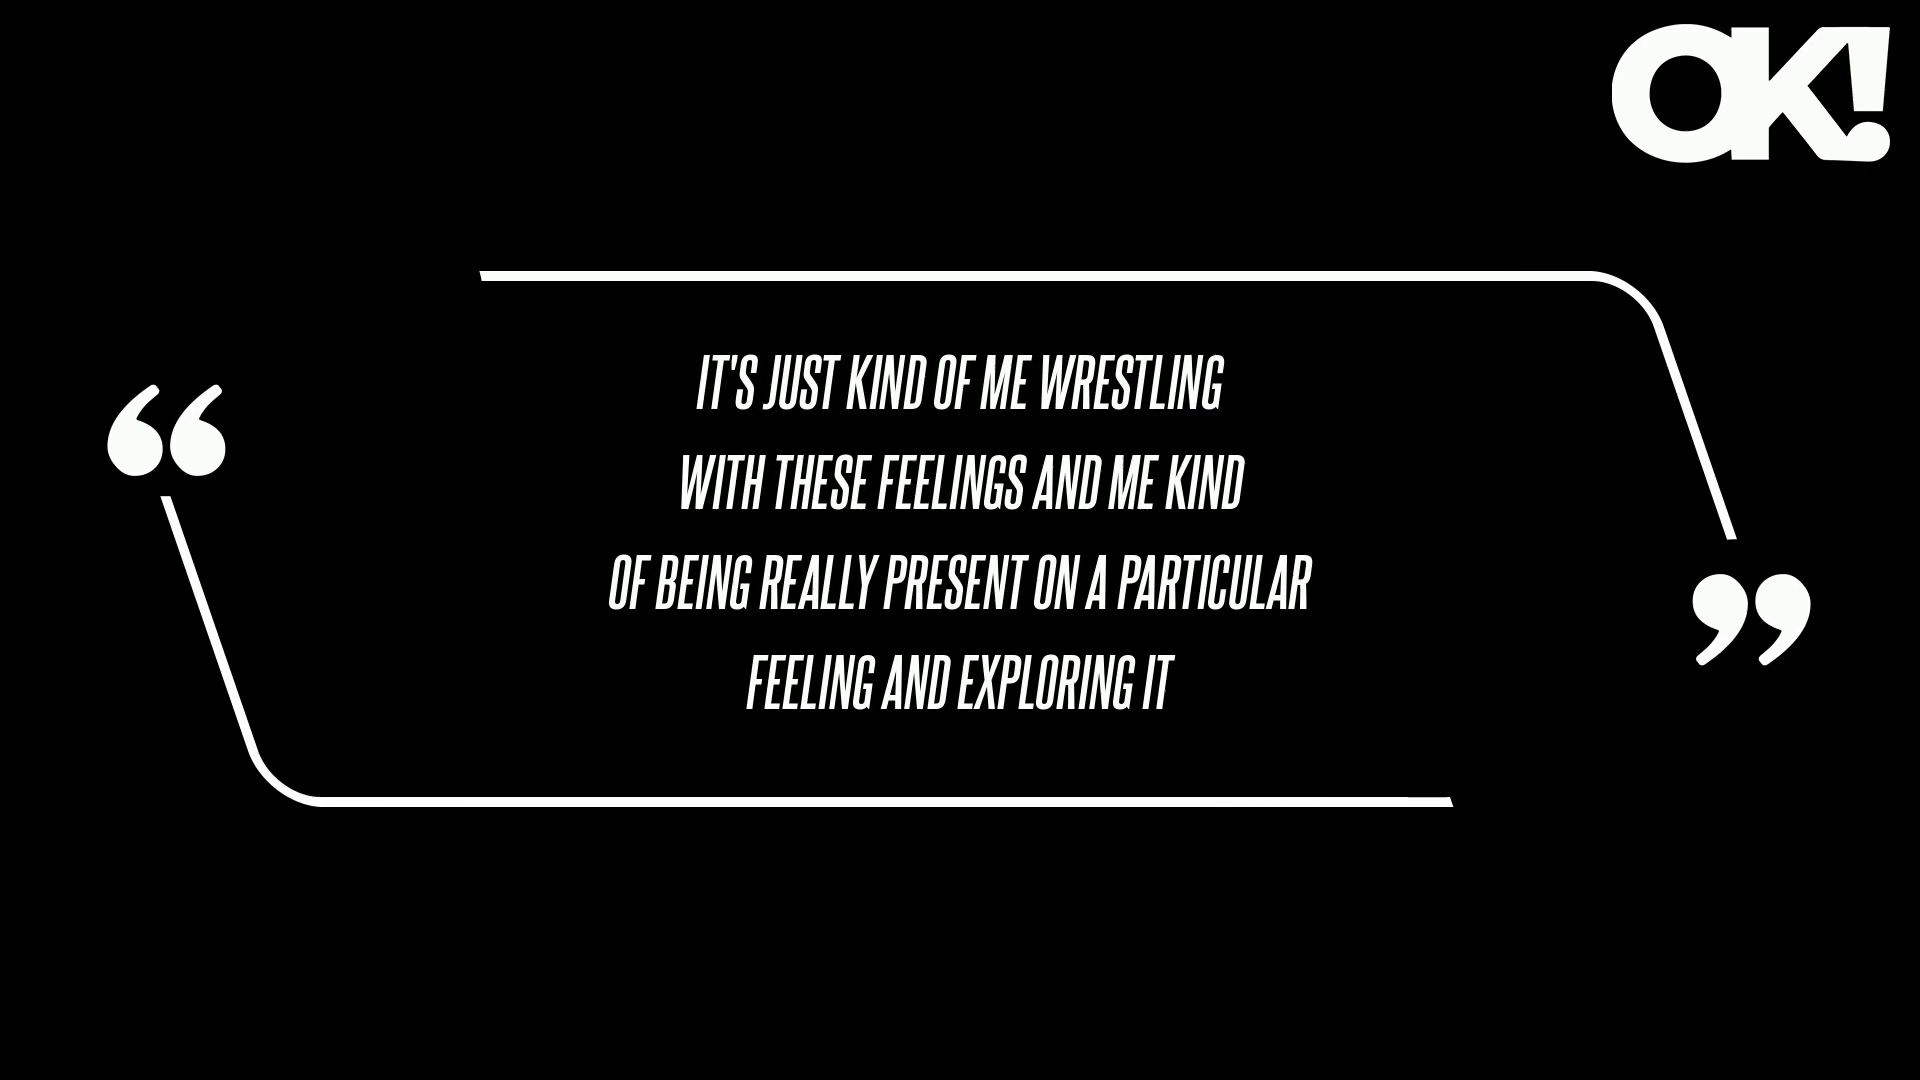 OK!
“
IT'S JUST KIND OF ME WRESTLING
WITH THESE FEELINGS AND ME KIND
OF BEING REALLY PRESENT ON A PARTICULAR
FEELING AND EXPLORING IT
”